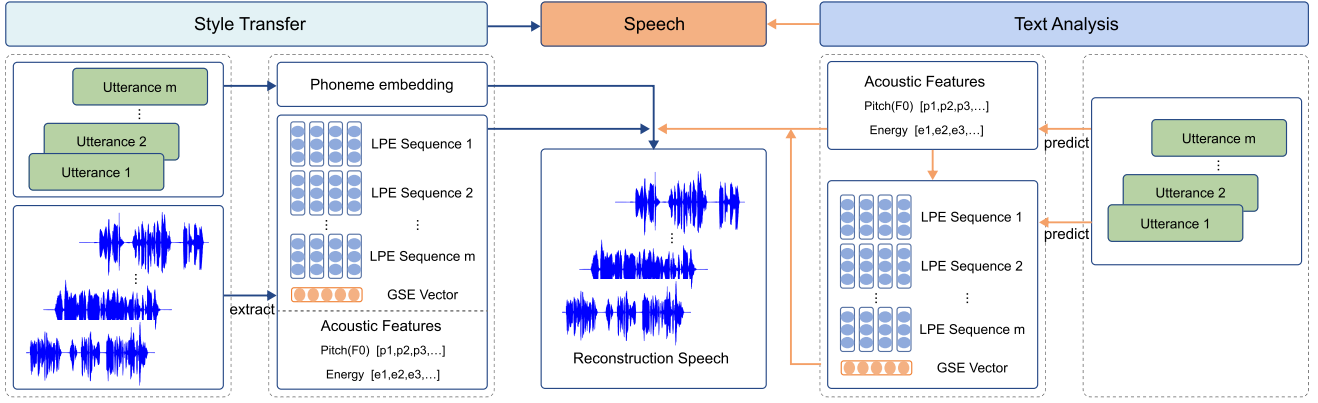 Style Transfer
Speech
Text Analysis
Utterance m
⋮
Utterance 2
Utterance 1
⋮
extract
Phoneme embedding
LPE Sequence 1
LPE Sequence 2
⋮ ⋮
LPE Sequence m
GSE Vector
Acoustic Features
Pitch(F0) [p1,p2,p3,…]
Energy [e1,e2,e3,…]
⋮
Reconstruction Speech
Acoustic Features
Pitch(F0) [p1,p2,p3,…]
Energy [e1,e2,e3,…]
LPE Sequence 1
LPE Sequence 2
⋮ ⋮
LPE Sequence m
GSE Vector
predict
predict
Utterance m
⋮
Utterance 2
Utterance 1